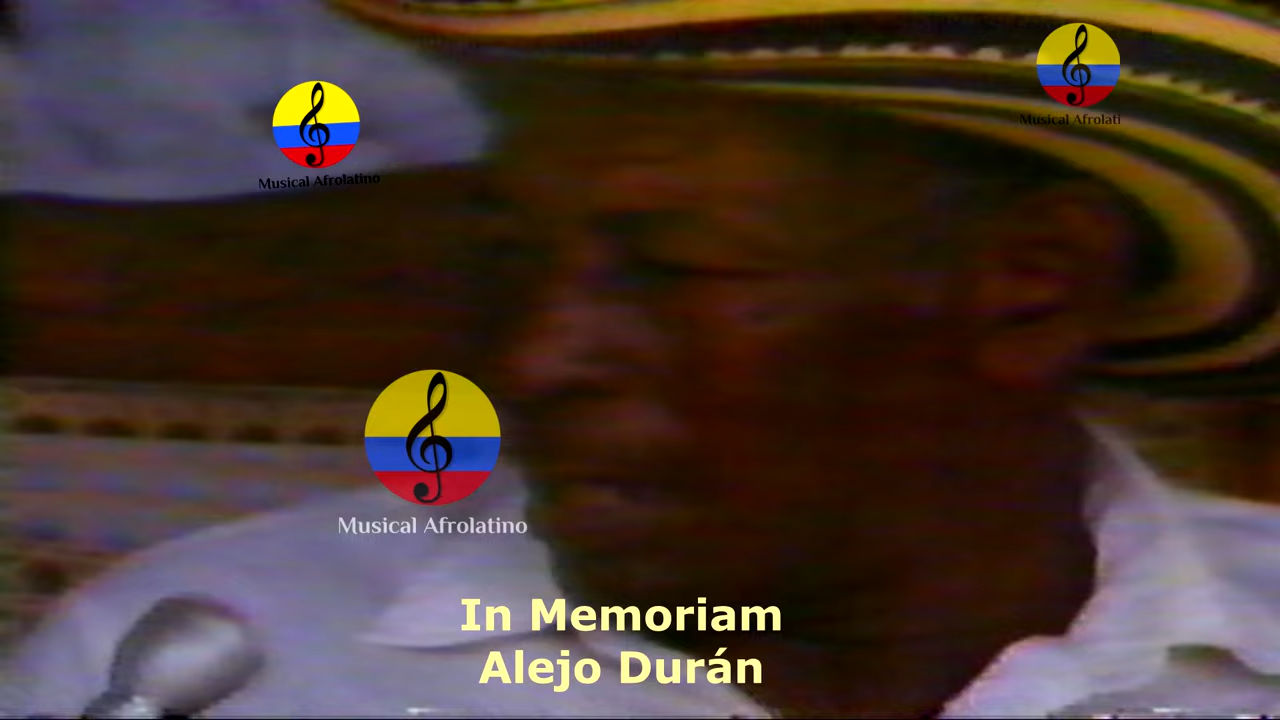 Musical Afrolati
Musical Afrolatino
Musical Afrolatino
In Memoriam
Alejo Durán